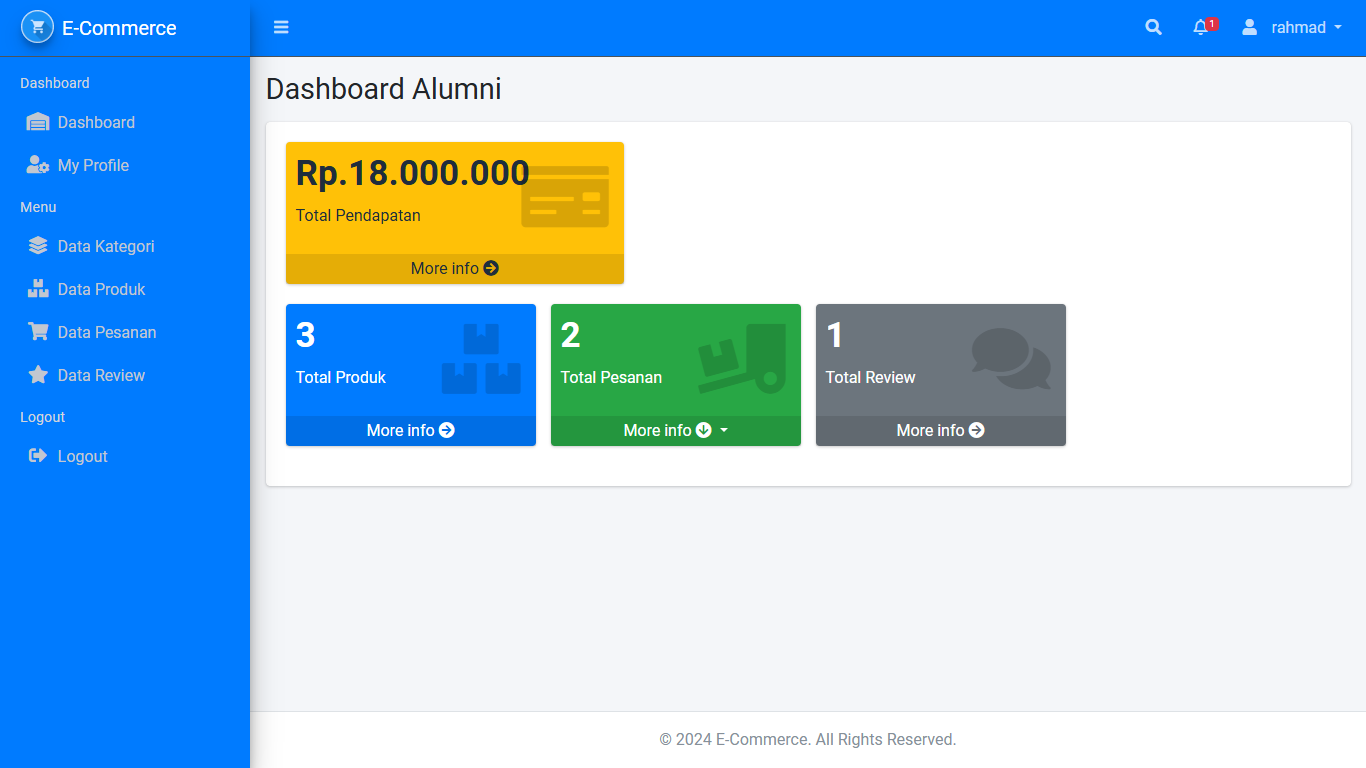 E-Commerce
1
rahmad
Dashboard
Dashboard
My Profile
Menu
Data Kategori
Data Produk
Data Pesanan
Data Review
Logout
Logout
Dashboard Alumni
Rp.18.000.000
Total Pendapatan
More info
3
Total Produk
More info
2
Total Pesanan
More info
1
Total Review
More info
© 2024 E-Commerce. All Rights Reserved.